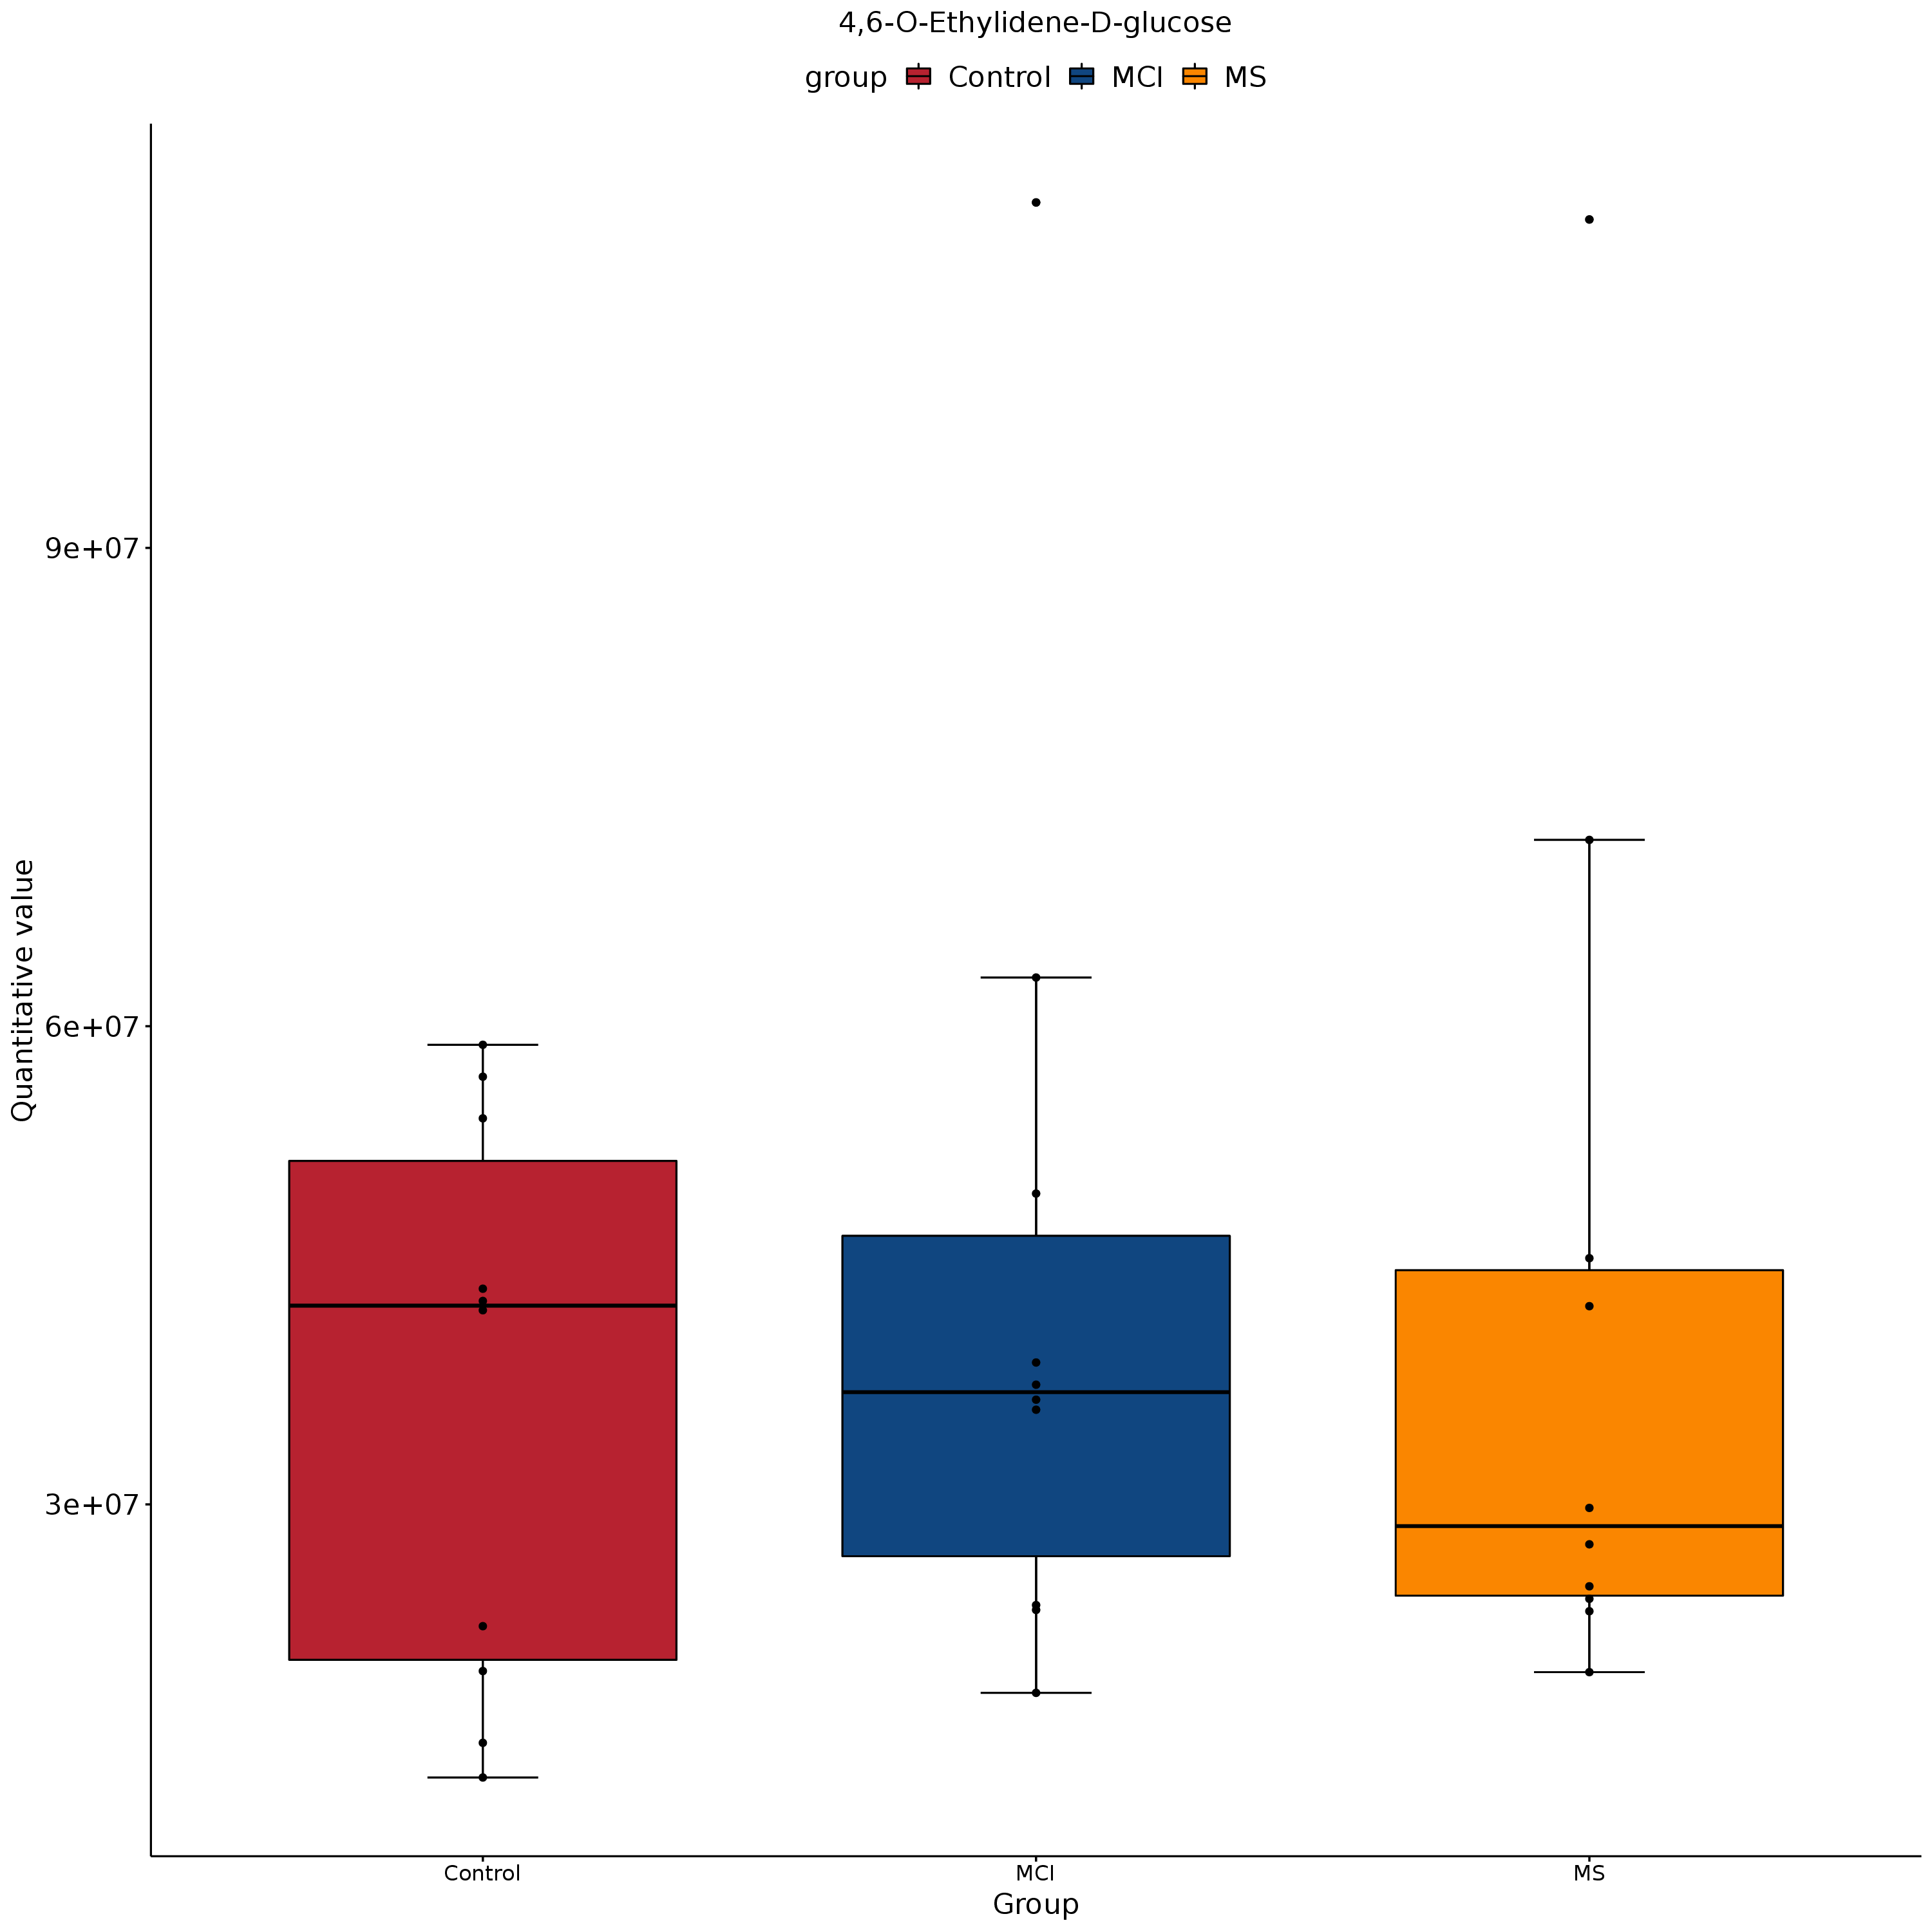 4,6-O-Ethylidene-D-glucose
group Control MCI MS
Quantitative value
9e+07
6e+07
3e+07
Control MCI MS
Group